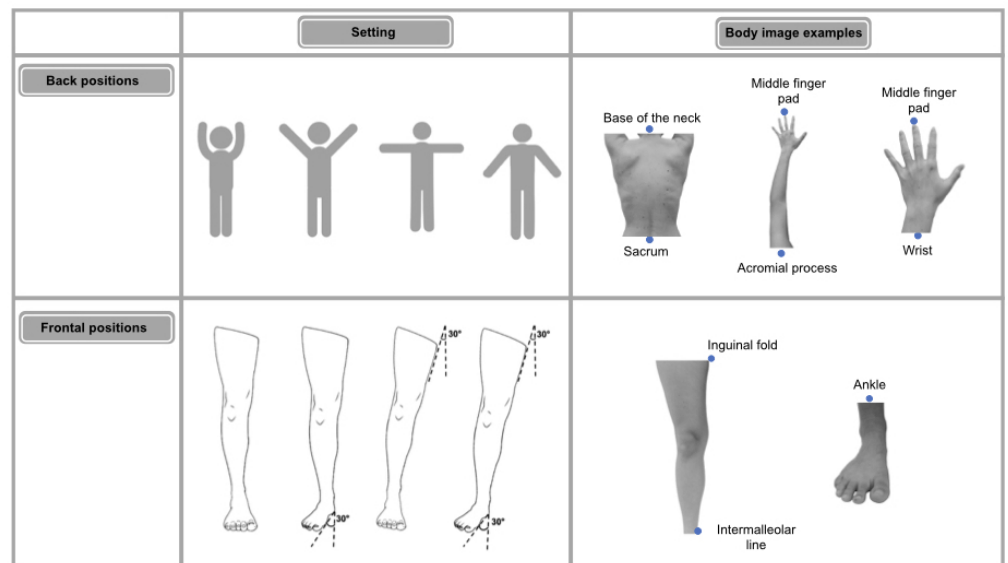 Setting
Body image examples
Back positions
Middle finger
pad
Middle finger
pad
Base of the neck
Sacrum
Wrist
Acromial process
Frontal positions
30°
30°
Inguinal fold
Ankle
30°
30°
Intermalleolar
line